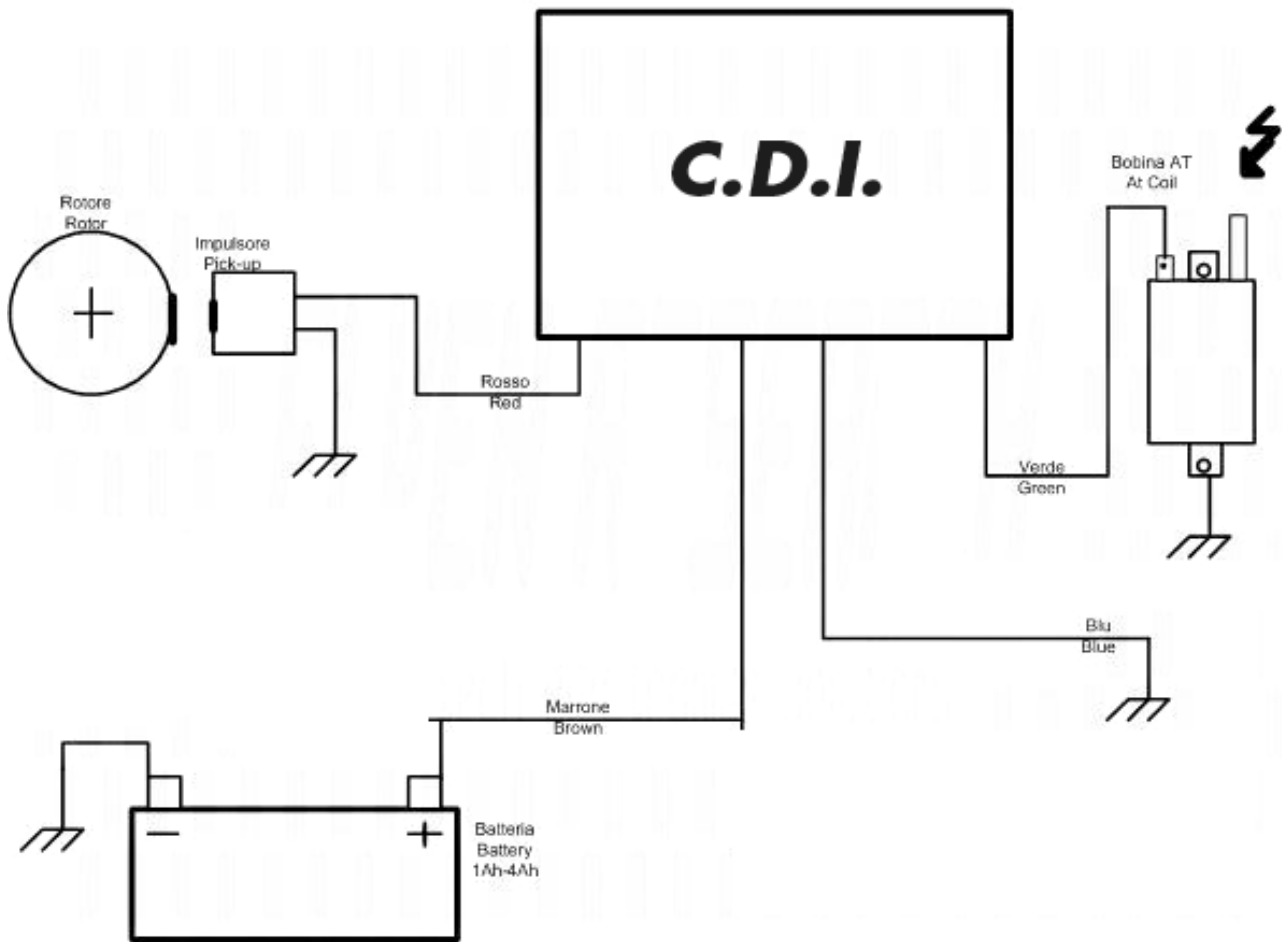 C.D.I.
Bobina AT
At Coil
Rotore
Rotor
Impulsore
Pick-up
Rosso
Red
Verde
Green
Blu
Blue
Marrone
Brown
Batteria
Battery
1Ah-4Ah